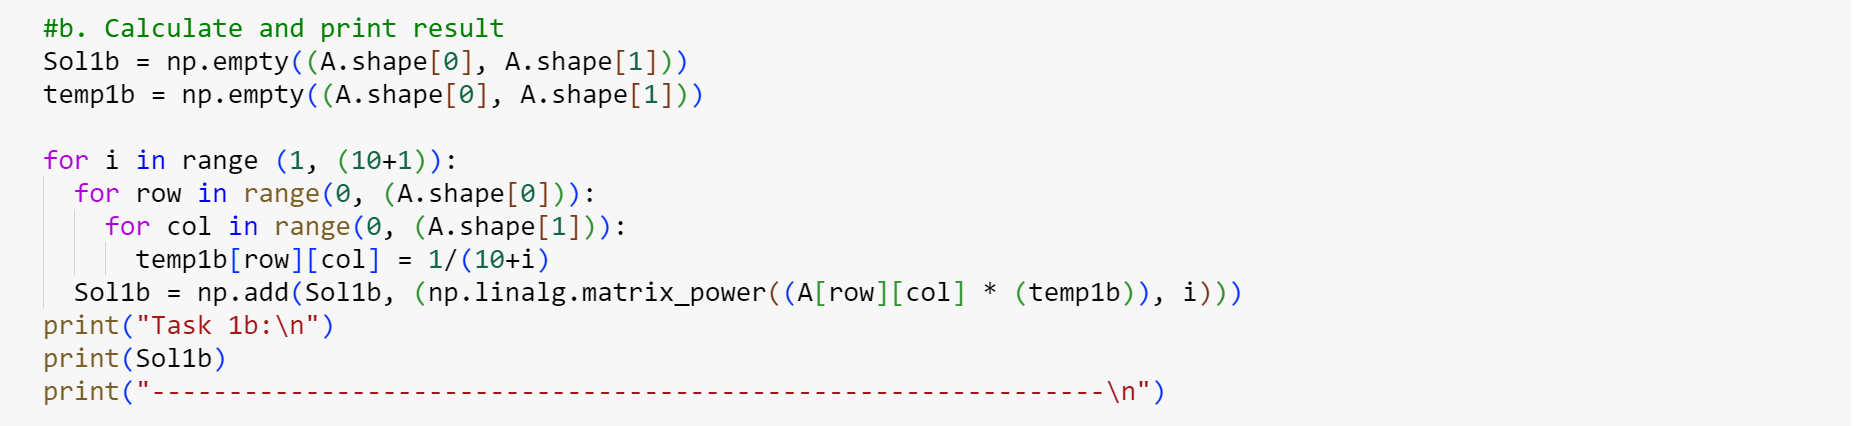 #b. Calculate and print result
Sol1b = np.empty((A.shape[0], A.shape[1]))
temp1b = np.empty((A.shape[0], A.shape[1]))

for i in range (1, (10+1)):
  for row in range(0, (A.shape[0])):
    for col in range(0, (A.shape[1])):
      temp1b[row][col] = 1/(10+i)
  Sol1b = np.add(Sol1b, (np.linalg.matrix_power((A[row][col] * (temp1b)), i)))
print("Task 1b:\n")
print(Sol1b)
print("--------------------------------------------------------------\n")